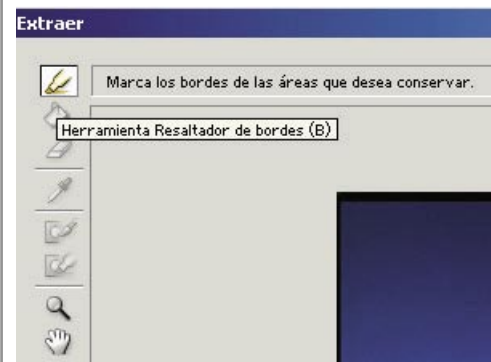 Extraer
Marca los bordes de las áreas que desea conservar.
Herramienta Resaltador de bordes (B)